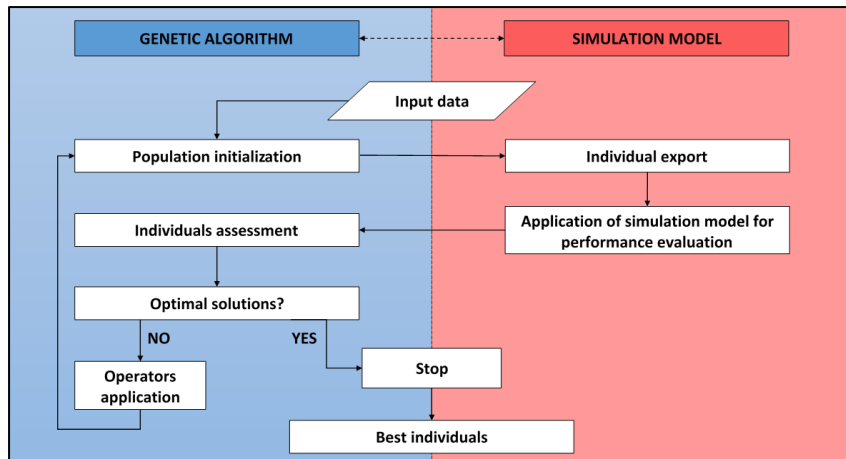 GENETIC ALGORITHM
SIMULATION MODEL
Input data
Population initialization
Individual export
Individuals assessment
Application of simulation model for
performance evaluation
Optimal solutions?
NO
YES
Operators
application
Stop
Best individuals